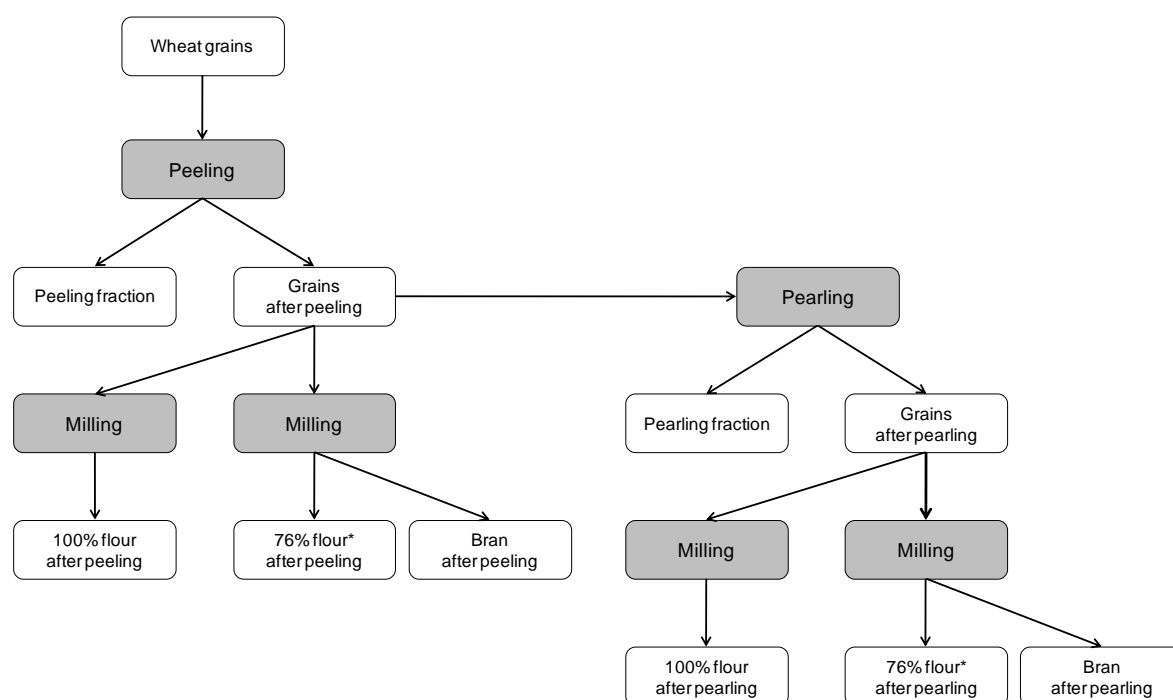 Wheat grains
Peeling
Peeling fraction
Grains
after peeling
Pearling
Milling
Milling
Pearling fraction
Grains
after pearling
100% flour
after peeling
76% flour*
after peeling
Bran
after peeling
Milling
Milling
100% flour
after pearling
76% flour*
after pearling
Bran
after pearling